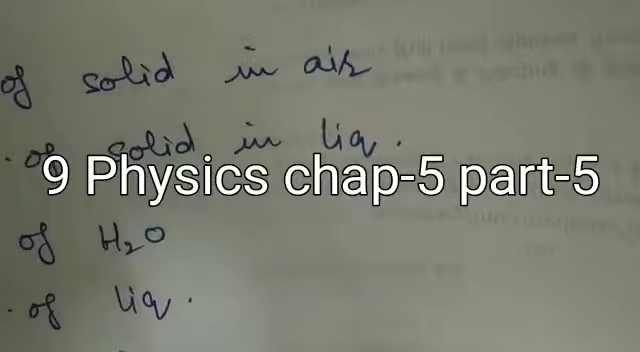 of solid in air
. of solid in liq.
9 Physics chap-5 part-5
of H₂O
. of liq.